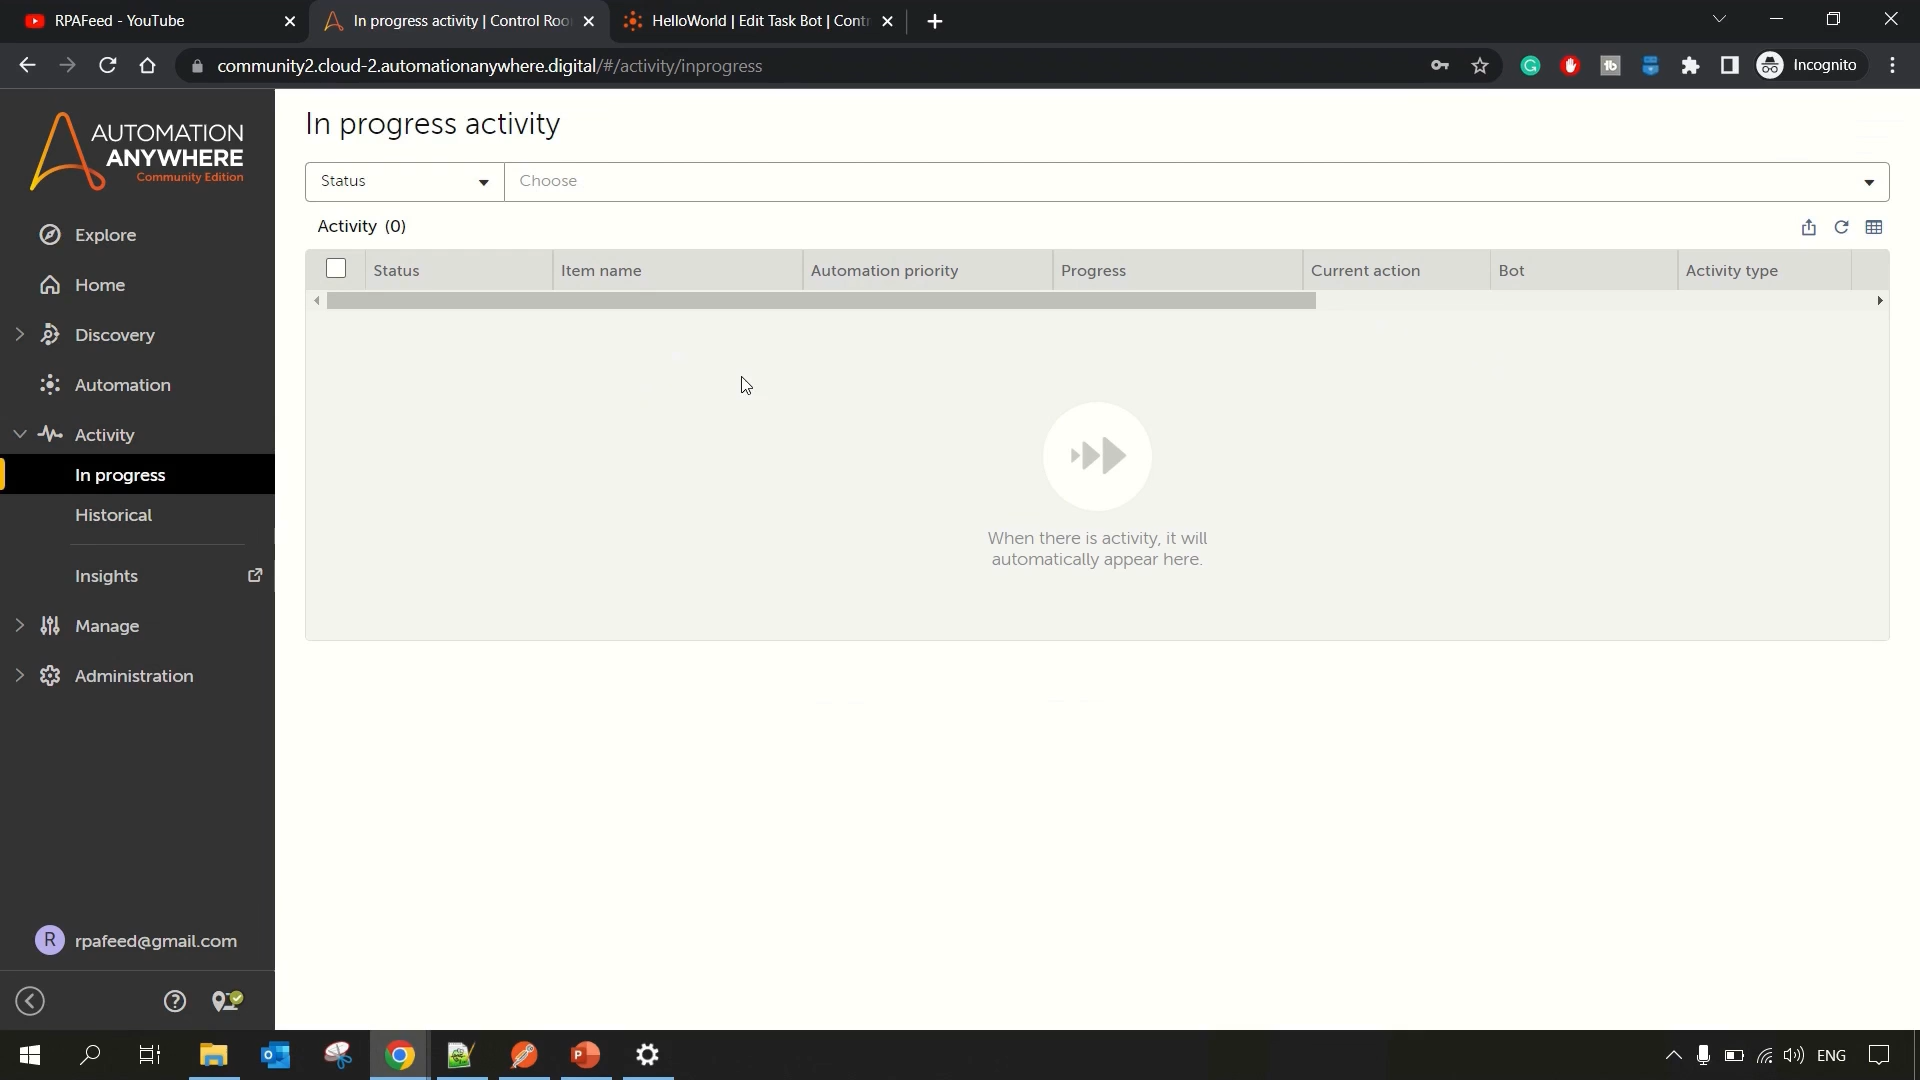 RPAFeed - YouTube
In progress activity | Control Roo
HelloWorld | Edit Task Bot | Contr
community2.cloud-2.automationanywhere.digital/#/activity/inprogress
Incognito
AUTOMATION
ANYWHERE
Community Edition
Explore
Home
Discovery
Automation
Activity
In progress
Historical
Insights
Manage
Administration
R rpafeed@gmail.com
In progress activity
Status Choose
Activity (0)
Status Item name Automation priority Progress Current action Bot Activity type
When there is activity, it will
automatically appear here.
ENG